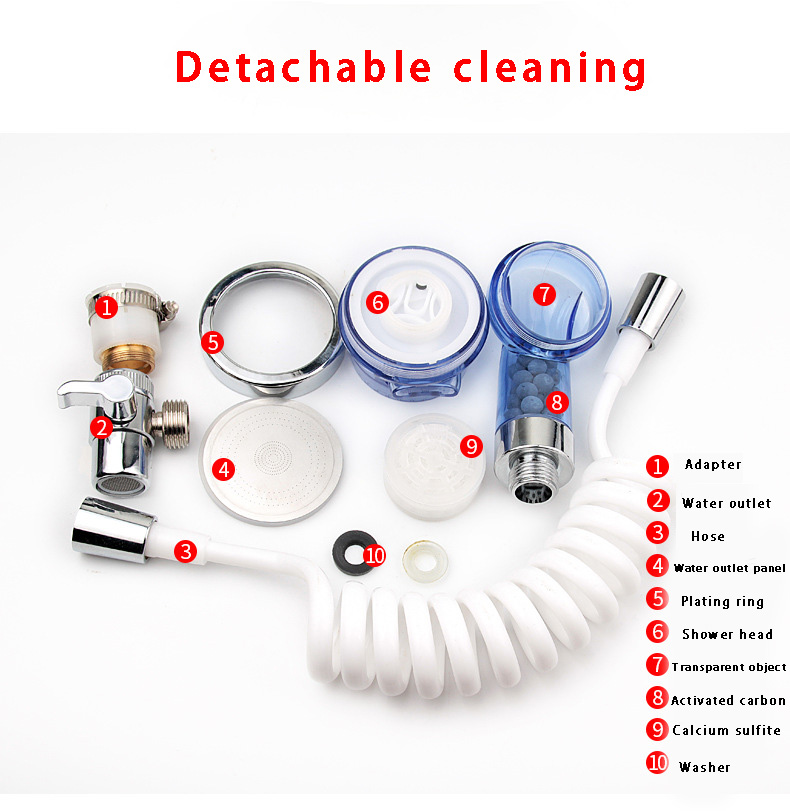 Detachable cleaning
1
2
3
4
5
6
7
8
9
10
1 Adapter
2 Water outlet
3 Hose
4 Water outlet panel
5 Plating ring
6 Shower head
7 Transparent object
8 Activated carbon
9 Calcium sulfite
10 Washer